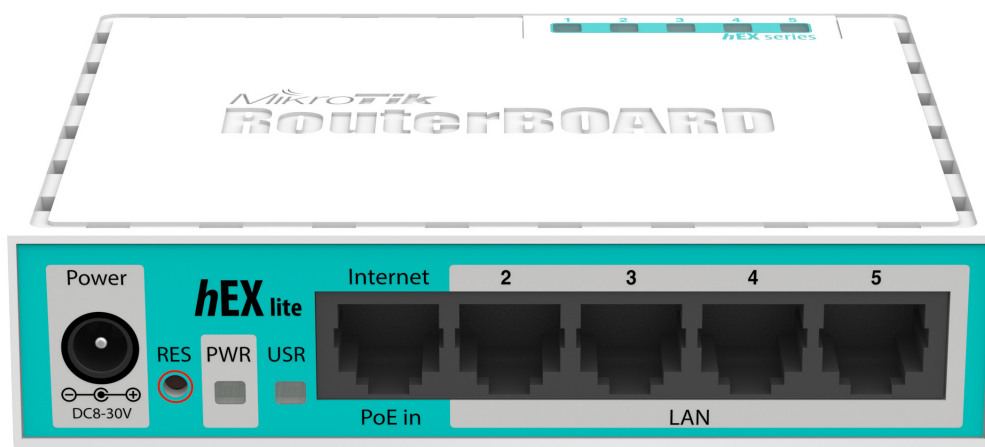 1 2 3 4 5
hEX series
MikroTik
RouterBOARD
Power
hEX lite
Internet 2 3 4 5
RES PWR USR
DC8-30V
PoE in LAN